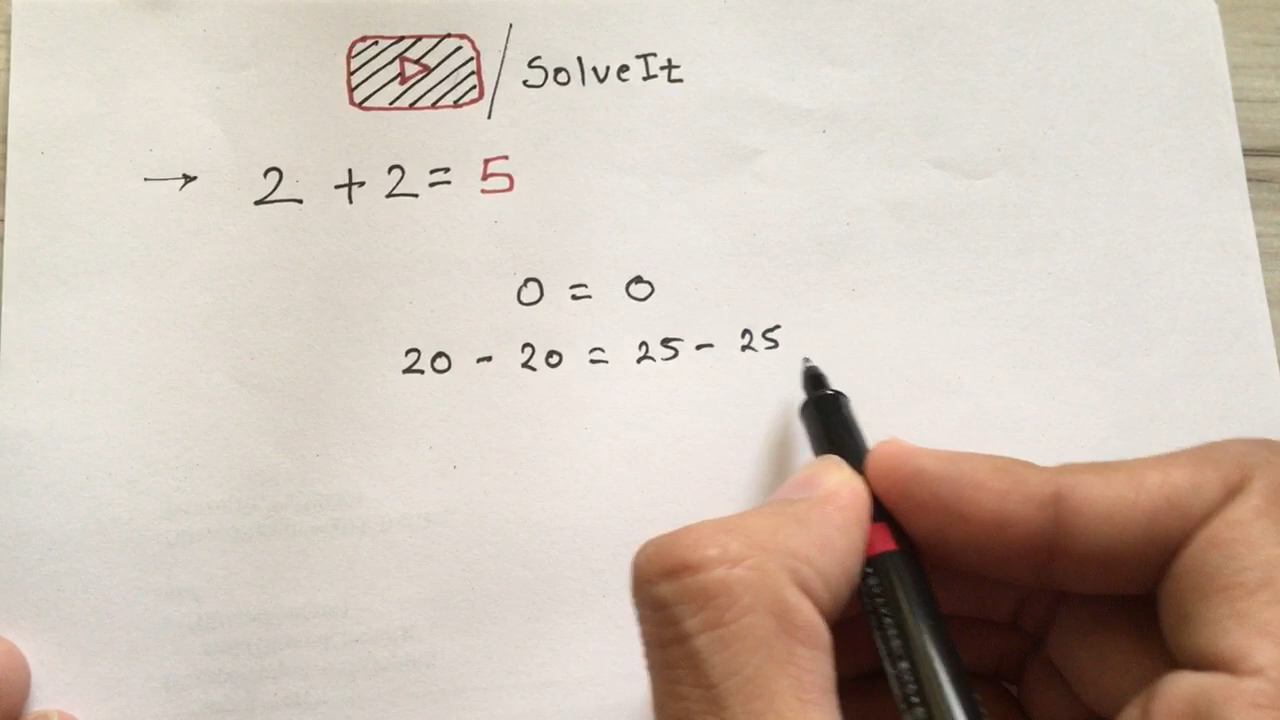 /SolveIt
→ 2 + 2 = 5
0 = 0
20 - 20 = 25 - 25